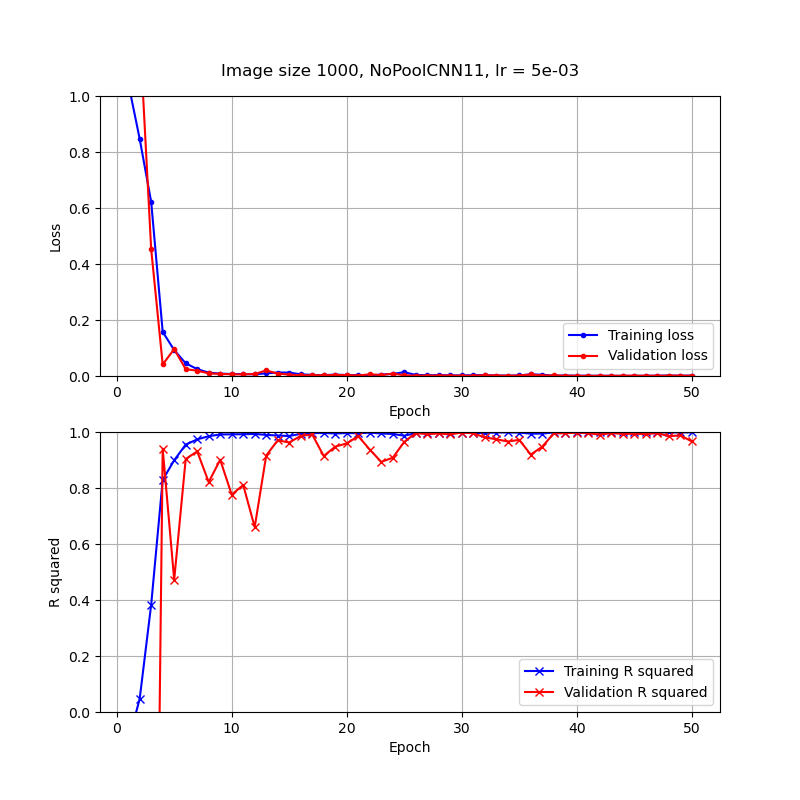 Image size 1000, NoPoolCNN11, lr = 5e-03
1.0
0.8
0.6
0.4
0.2
0.0
Loss
Training loss
Validation loss
0 10 20 30 40 50
Epoch
1.0
0.8
0.6
0.4
0.2
0.0
R squared
Training R squared
Validation R squared
0 10 20 30 40 50
Epoch